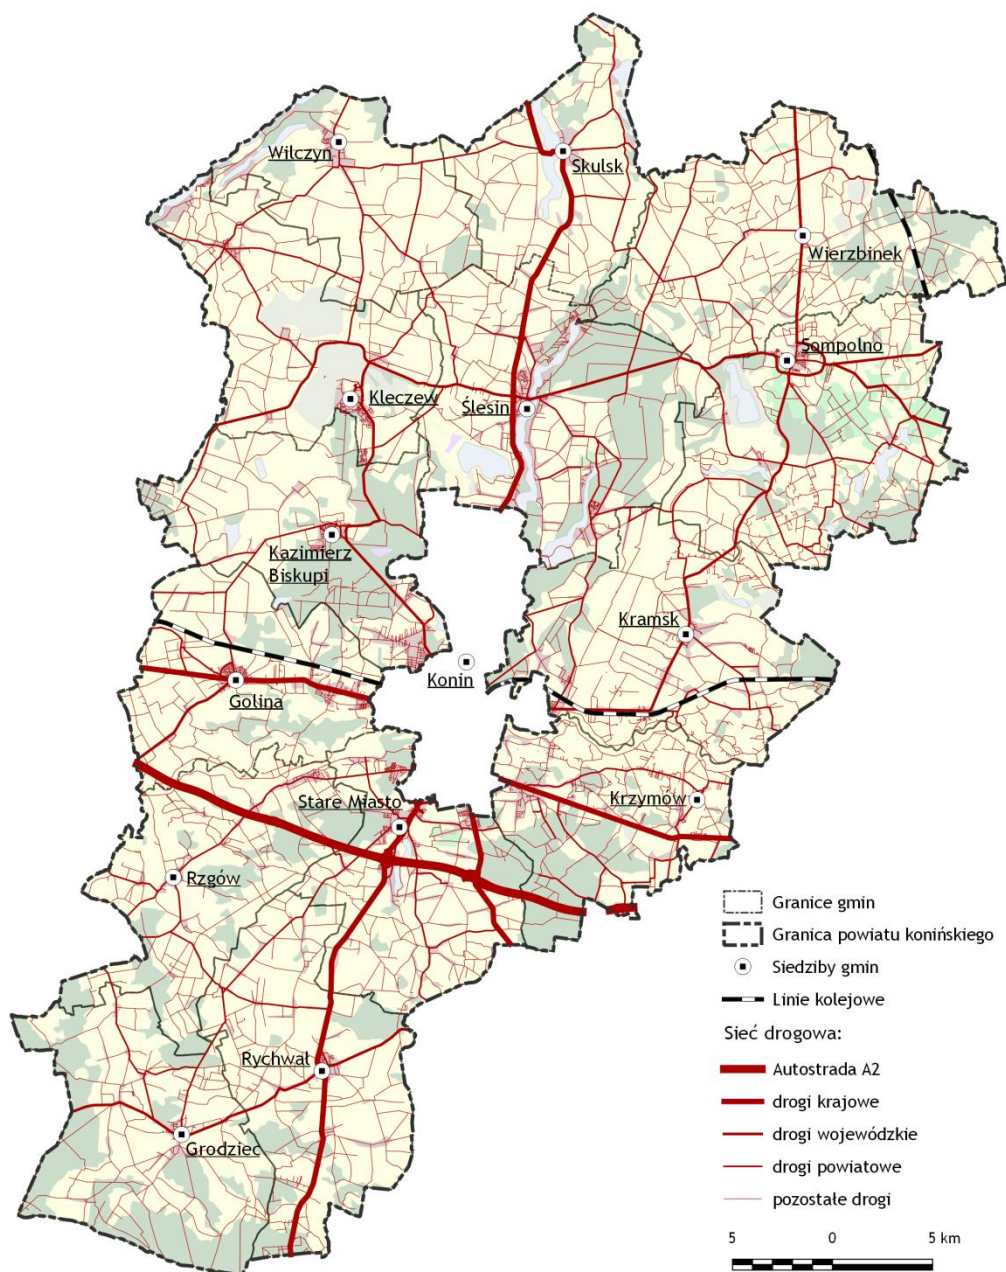 Wilczyn
Skulsk
Wierzbinek
Sompolno
Kleczew
Ślesin
Kazimierz
Biskupi
Kramsk
Konin
Golina
Stare Miasto
Krzymów
Rzgów
Rychwał
Grodziec
Granice gmin
Granica powiatu konińskiego
Siedziby gmin
Linie kolejowe
Sieć drogowa:
Autostrada A2
drogi krajowe
drogi wojewódzkie
drogi powiatowe
pozostałe drogi
5 0 5 km